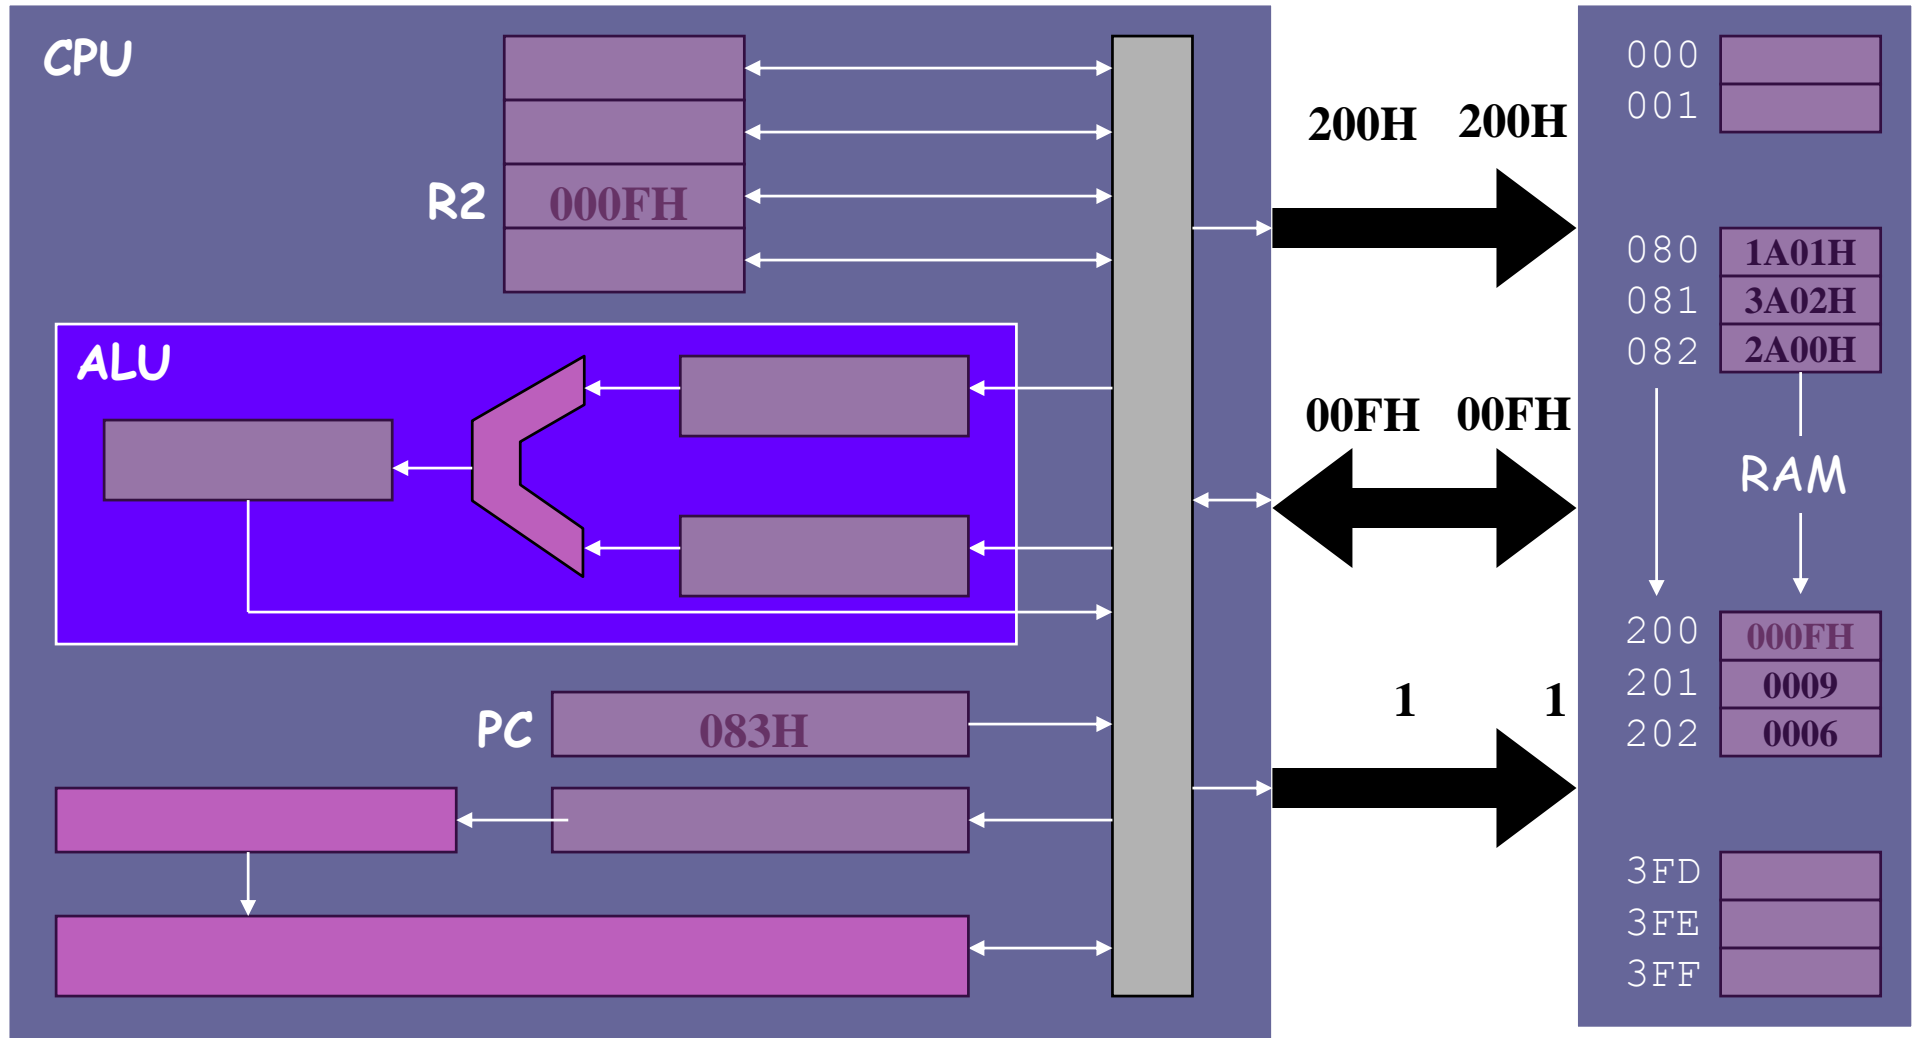 CPU
R2
000FH
ALU
PC
083H
200H 200H
00FH 00FH
1 1
000
001
080 1A01H
081 3A02H
082 2A00H
RAM
200 000FH
201 0009
202 0006
3FD
3FE
3FF